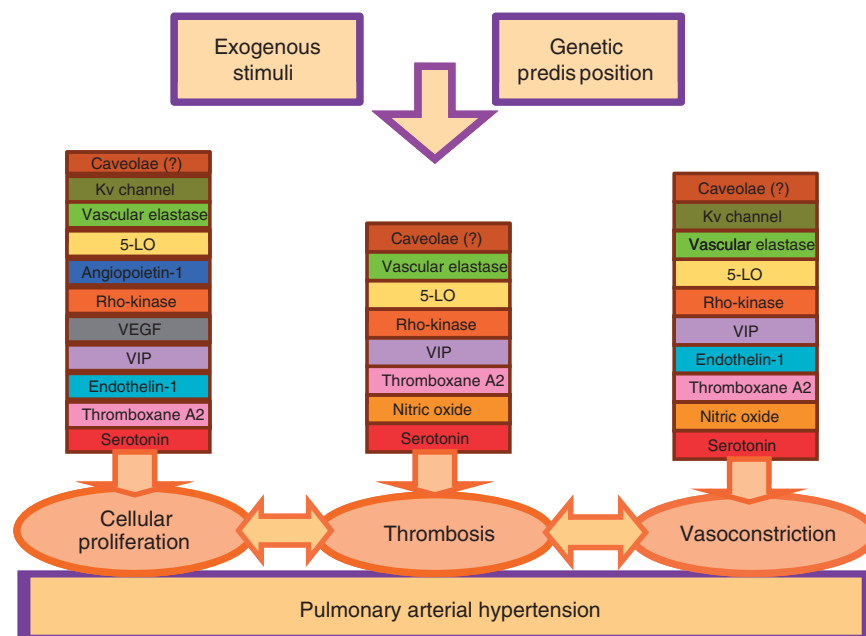 Exogenous
stimuli
Genetic
predis position
Caveolae (?)
Kv channel
Vascular elastase
5-LO
Angiopoietin-1
Rho-kinase
VEGF
VIP
Endothelin-1
Thromboxane A2
Serotonin
Caveolae (?)
Vascular elastase
5-LO
Rho-kinase
VIP
Thromboxane A2
Nitric oxide
Serotonin
Caveolae (?)
Kv channel
Vascular elastase
5-LO
Rho-kinase
VIP
Endothelin-1
Thromboxane A2
Nitric oxide
Serotonin
Cellular
proliferation
Thrombosis
Vasoconstriction
Pulmonary arterial hypertension